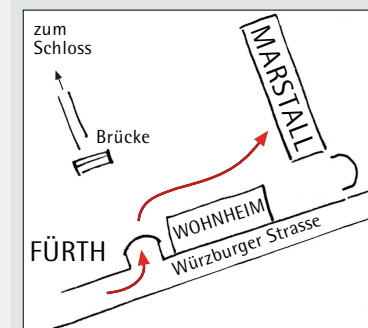 zum
Schloss
MARSTALL
Brücke
WOHNHEIM
FÜRTH
Würzburger Strasse